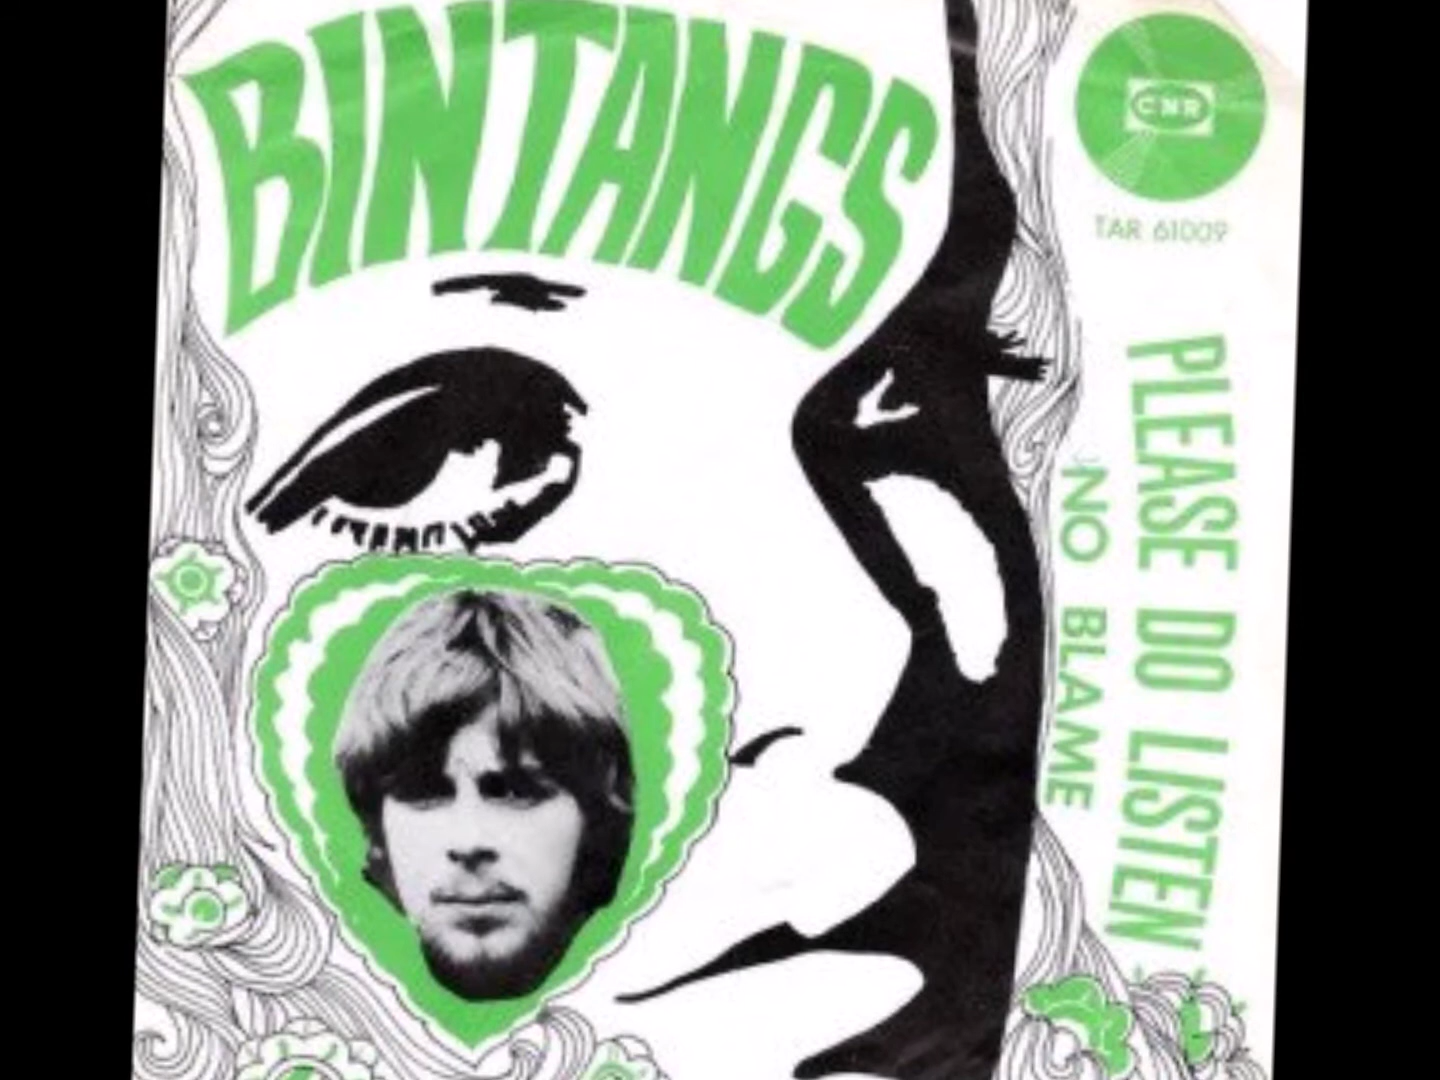 BINTANGS
CNR
TAR 61009
PLEASE DO LISTEN
NO BLAME